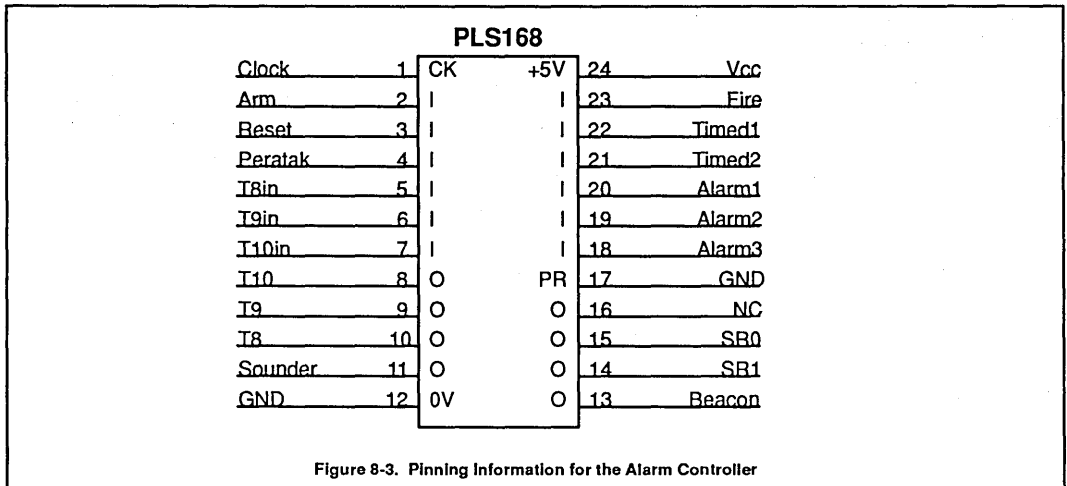 PLS168
Clock 1 CK +5V 24 Vcc
Arm 2 I I 23 Fire
Reset 3 I I 22 Timed1
Peratak 4 I I 21 Timed2
T8in 5 I I 20 Alarm1
T9in 6 I I 19 Alarm2
T10in 7 I I 18 Alarm3
T10 8 O PR 17 GND
T9 9 O O 16 NC
T8 10 O O 15 SR0
Sounder 11 O O 14 SR1
GND 12 0V O 13 Beacon
Figure 8-3. Pinning Information for the Alarm Controller